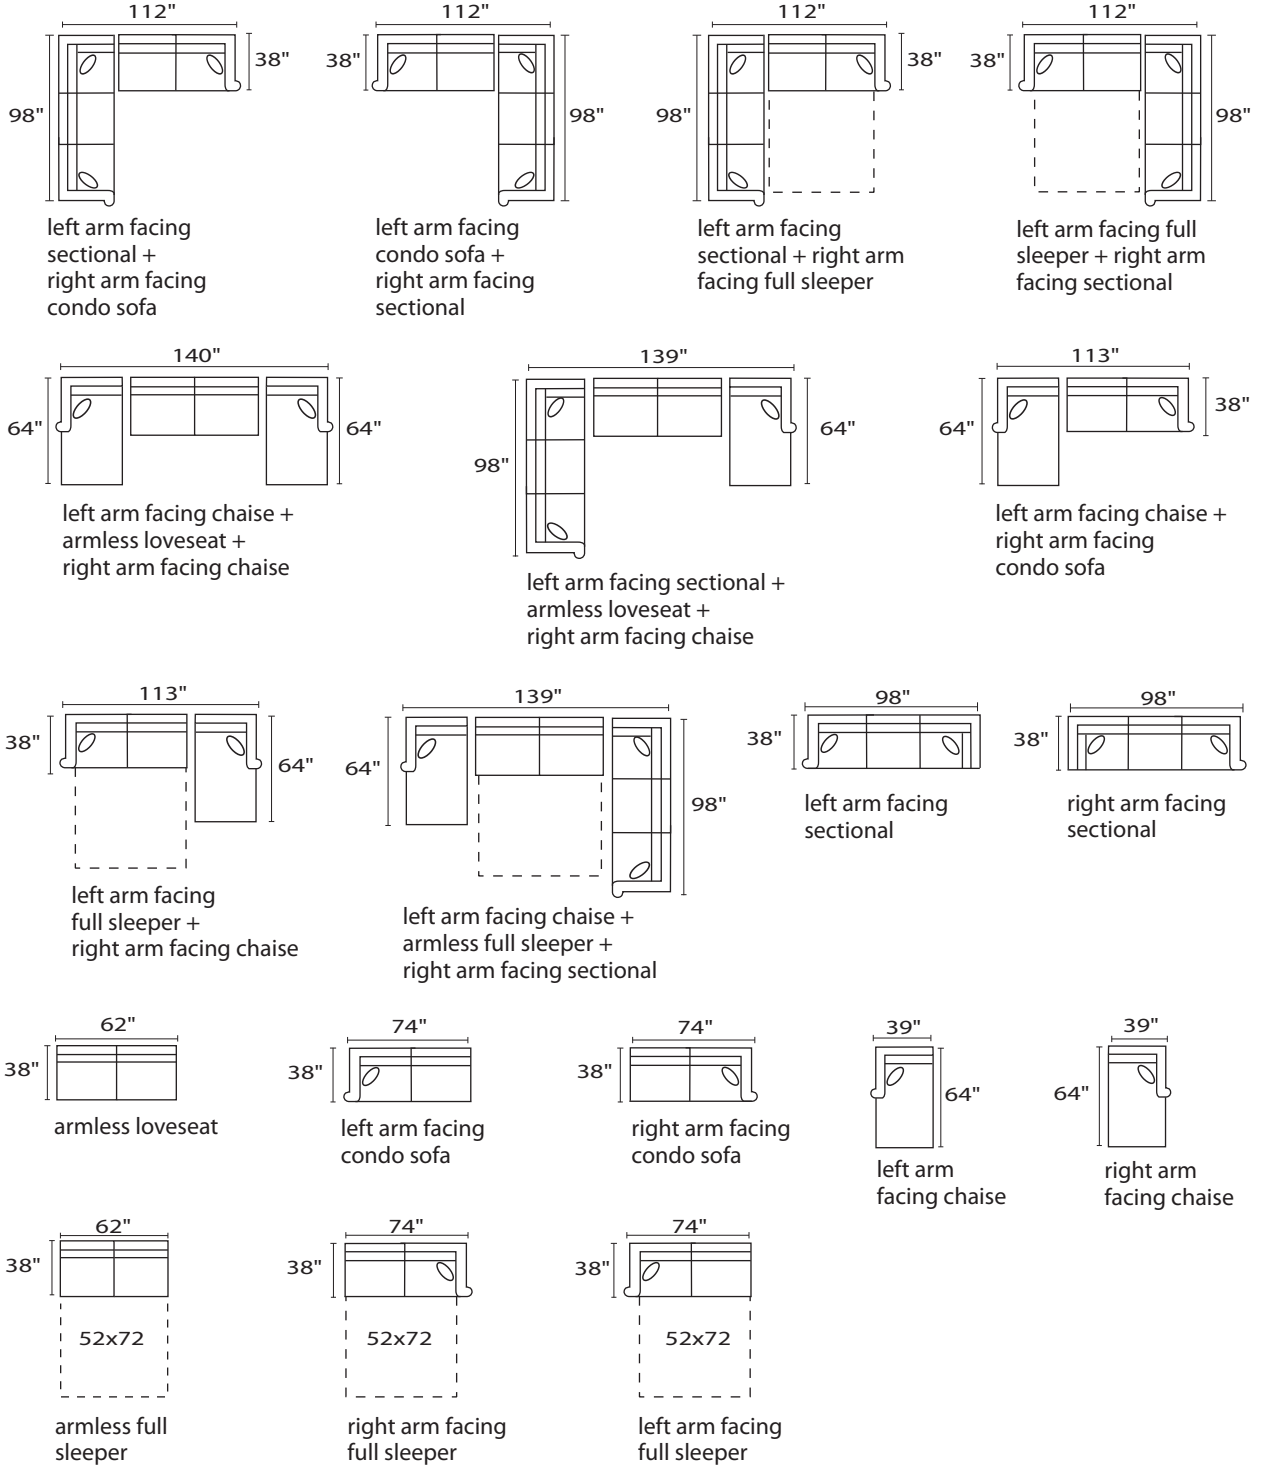 112"
38"
98"
left arm facing
sectional +
right arm facing
condo sofa
112"
38"
98"
left arm facing
condo sofa +
right arm facing
sectional
112"
38"
98"
left arm facing
sectional + right arm
facing full sleeper
112"
38"
98"
left arm facing full
sleeper + right arm
facing sectional
140"
64"
64"
left arm facing chaise +
armless loveseat +
right arm facing chaise
139"
64"
98"
left arm facing sectional +
armless loveseat +
right arm facing chaise
113"
38"
64"
left arm facing chaise +
right arm facing
condo sofa
113"
38"
64"
left arm facing
full sleeper +
right arm facing chaise
139"
64"
98"
left arm facing chaise +
armless full sleeper +
right arm facing sectional
98"
38"
left arm facing
sectional
98"
38"
right arm facing
sectional
62"
38"
armless loveseat
74"
38"
left arm facing
condo sofa
74"
38"
right arm facing
condo sofa
39"
64"
left arm
facing chaise
39"
64"
right arm
facing chaise
62"
38"
52x72
armless full
sleeper
74"
38"
52x72
right arm facing
full sleeper
74"
38"
52x72
left arm facing
full sleeper